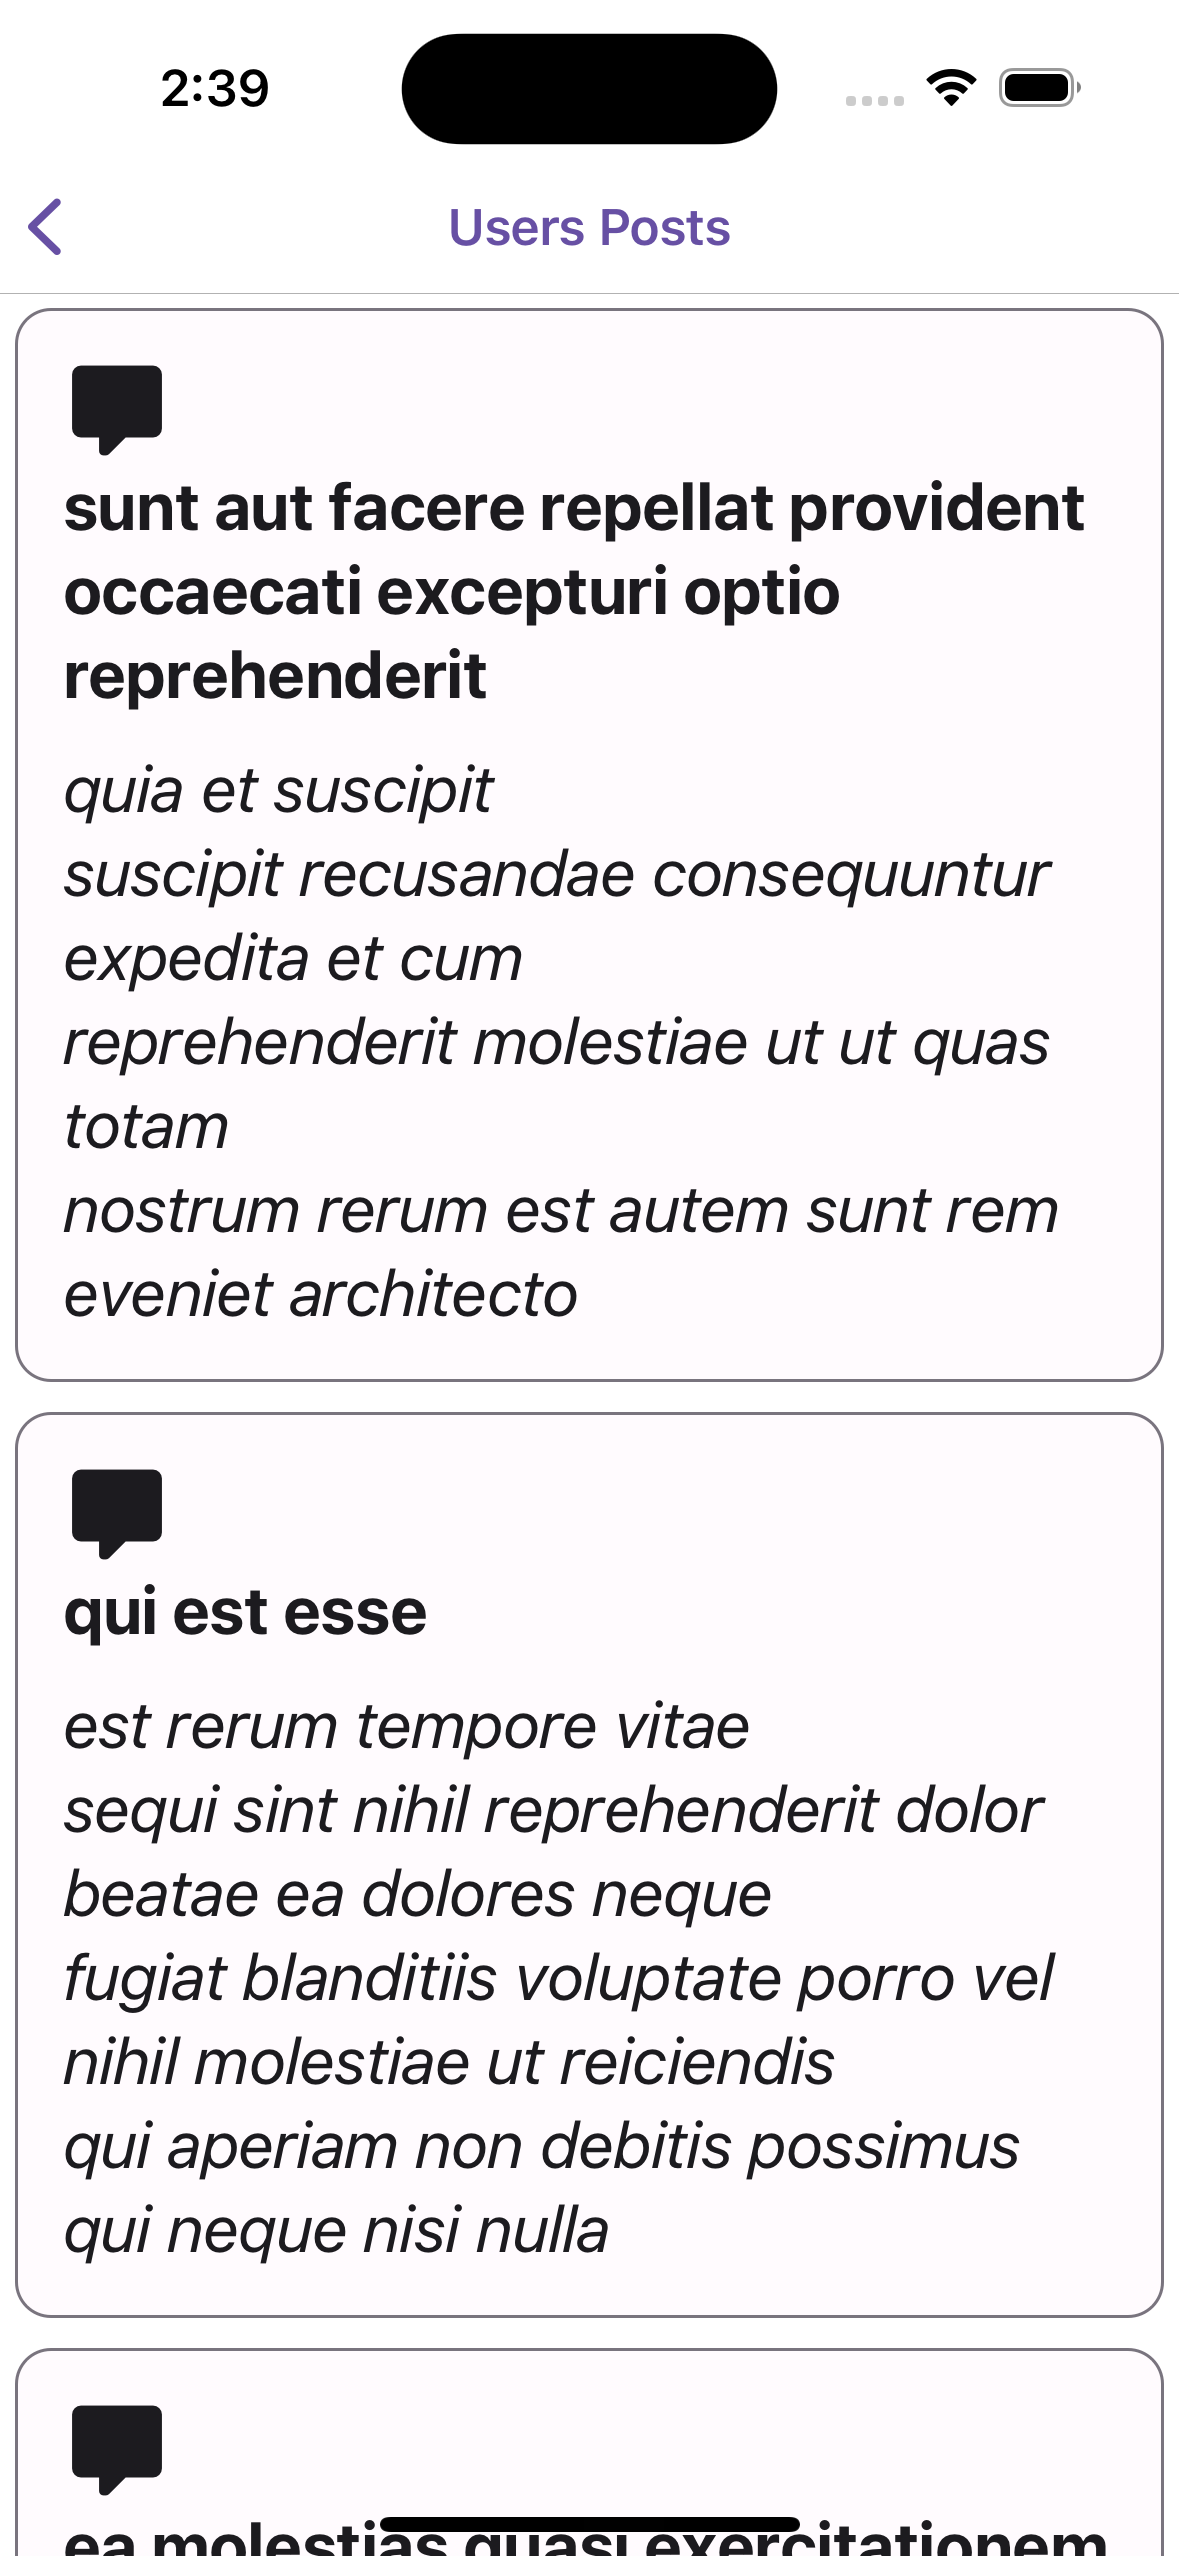 2:39
Users Posts
sunt aut facere repellat provident
occaecati excepturi optio
reprehenderit
quia et suscipit
suscipit recusandae consequuntur
expedita et cum
reprehenderit molestiae ut ut quas
totam
nostrum rerum est autem sunt rem
eveniet architecto
qui est esse
est rerum tempore vitae
sequi sint nihil reprehenderit dolor
beatae ea dolores neque
fugiat blanditiis voluptate porro vel
nihil molestiae ut reiciendis
qui aperiam non debitis possimus
qui neque nisi nulla
ea molestias quasi exercitationem